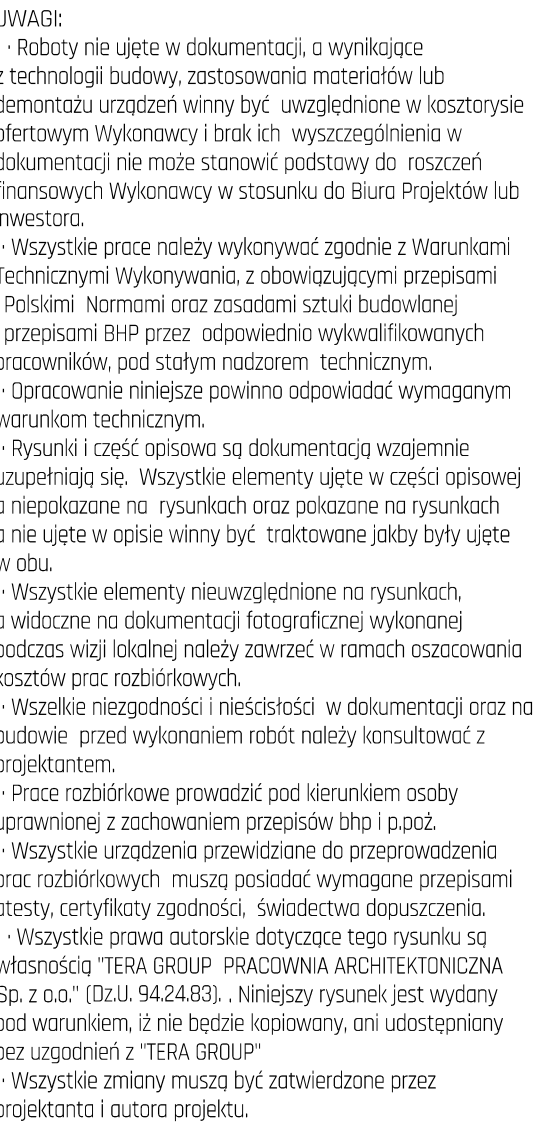 UWAGI:
· Roboty nie ujęte w dokumentacji, a wynikające
z technologii budowy, zastosowania materiałów lub
demontażu urządzeń winny być uwzględnione w kosztorysie
ofertowym Wykonawcy i brak ich wyszczególnienia w
dokumentacji nie może stanowić podstawy do roszczeń
finansowych Wykonawcy w stosunku do Biura Projektów lub
Inwestora.
· Wszystkie prace należy wykonywać zgodnie z Warunkami
Technicznymi Wykonywania, z obowiązującymi przepisami
Polskimi Normami oraz zasadami sztuki budowlanej
przepisami BHP przez odpowiednio wykwalifikowanych
pracowników, pod stałym nadzorem technicznym.
· Opracowanie niniejsze powinno odpowiadać wymaganym
warunkom technicznym.
· Rysunki i część opisowa są dokumentacją wzajemnie
uzupełniają się. Wszystkie elementy ujęte w części opisowej
a niepokazane na rysunkach oraz pokazane na rysunkach
a nie ujęte w opisie winny być traktowane jakby były ujęte
w obu.
· Wszystkie elementy nieuwzględnione na rysunkach,
a widoczne na dokumentacji fotograficznej wykonanej
podczas wizji lokalnej należy zawrzeć w ramach oszacowania
kosztów prac rozbiórkowych.
· Wszelkie niezgodności i nieścisłości w dokumentacji oraz na
budowie przed wykonaniem robót należy konsultować z
projektantem.
· Prace rozbiórkowe prowadzić pod kierunkiem osoby
uprawnionej z zachowaniem przepisów bhp i p.poż.
· Wszystkie urządzenia przewidziane do przeprowadzenia
prac rozbiórkowych muszą posiadać wymagane przepisami
atesty, certyfikaty zgodności, świadectwa dopuszczenia.
· Wszystkie prawa autorskie dotyczące tego rysunku są
własnością "TERA GROUP PRACOWNIA ARCHITEKTONICZNA
Sp. z o.o." (Dz.U. 94.24.83). . Niniejszy rysunek jest wydany
pod warunkiem, iż nie będzie kopiowany, ani udostępniany
bez uzgodnień z "TERA GROUP"
· Wszystkie zmiany muszą być zatwierdzone przez
projektanta i autora projektu.